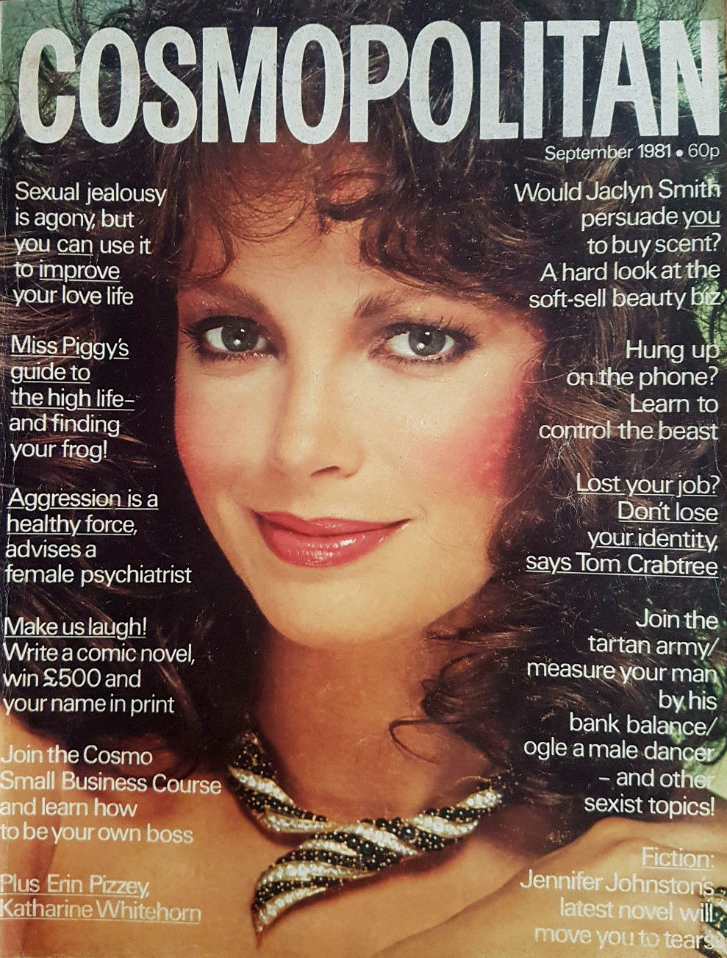 COSMOPOLITAN
September 1981 • 60p
Sexual jealousy
is agony, but
you can use it
to improve
your love life
Miss Piggy's
guide to
the high life–
and finding
your frog!
Aggression is a
healthy force,
advises a
female psychiatrist
Make us laugh!
Write a comic novel,
win £500 and
your name in print
Join the Cosmo
Small Business Course
and learn how
to be your own boss
Plus Erin Pizzey,
Katharine Whitehorn
Would Jaclyn Smith
persuade you
to buy scent?
A hard look at the
soft-sell beauty biz
Hung up
on the phone?
Learn to
control the beast
Lost your job?
Don't lose
your identity,
says Tom Crabtree
Join the
tartan army/
measure your man
by his
bank balance/
ogle a male dancer
– and other
sexist topics!
Fiction:
Jennifer Johnston's
latest novel will
move you to tears